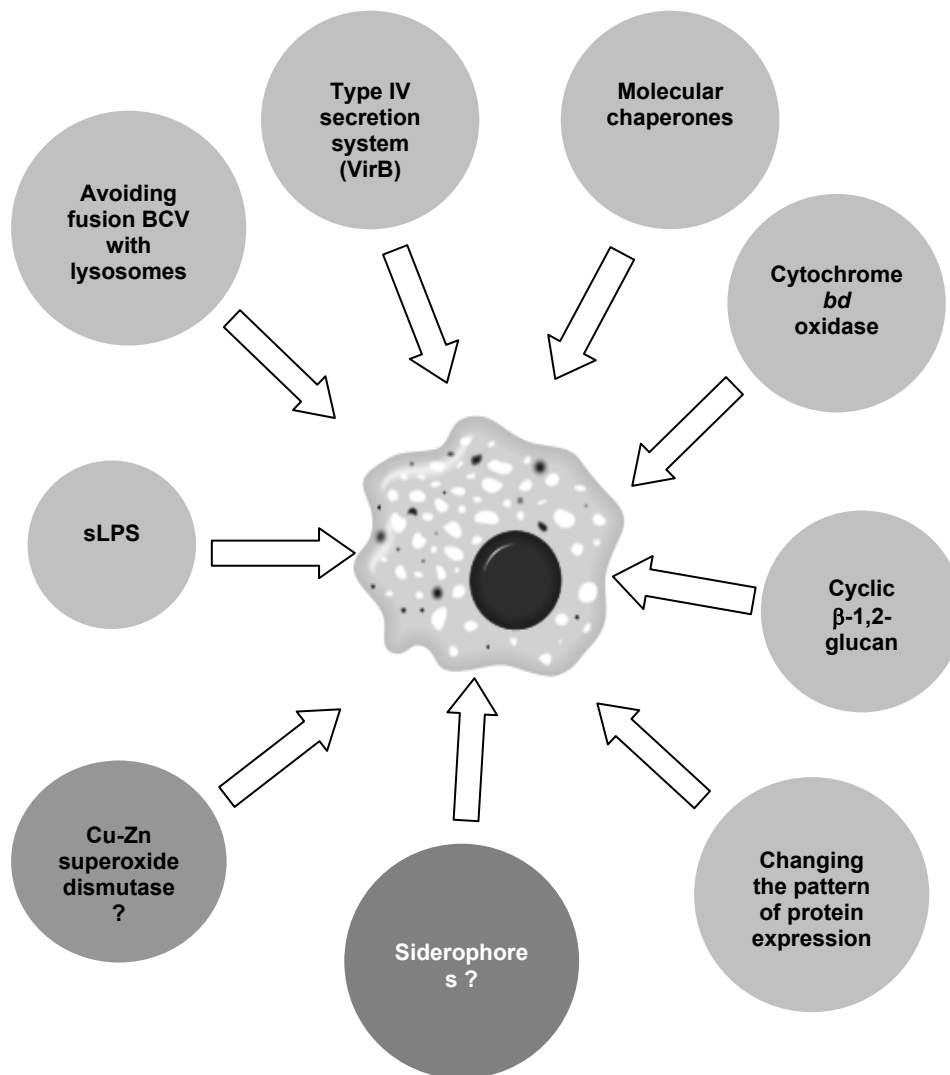 Type IV
secretion
system
(VirB)
Molecular
chaperones
Avoiding
fusion BCV
with
lysosomes
Cytochrome
bd
oxidase
sLPS
Cyclic
β-1,2-
glucan
Cu-Zn
superoxide
dismutase
?
Siderophore
s ?
Changing
the pattern
of protein
expression